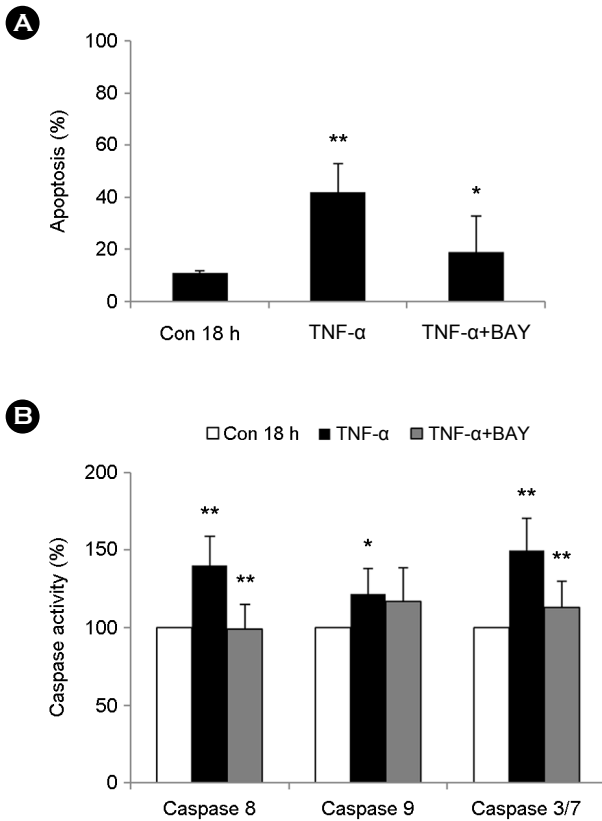 A
Apoptosis (%)
100
80
60
40
20
0
**
*
Con 18 h TNF-α TNF-α+BAY
B
Con 18 h TNF-α TNF-α+BAY
Caspase activity (%)
200
150
100
50
0
** ** * ** **
Caspase 8 Caspase 9 Caspase 3/7